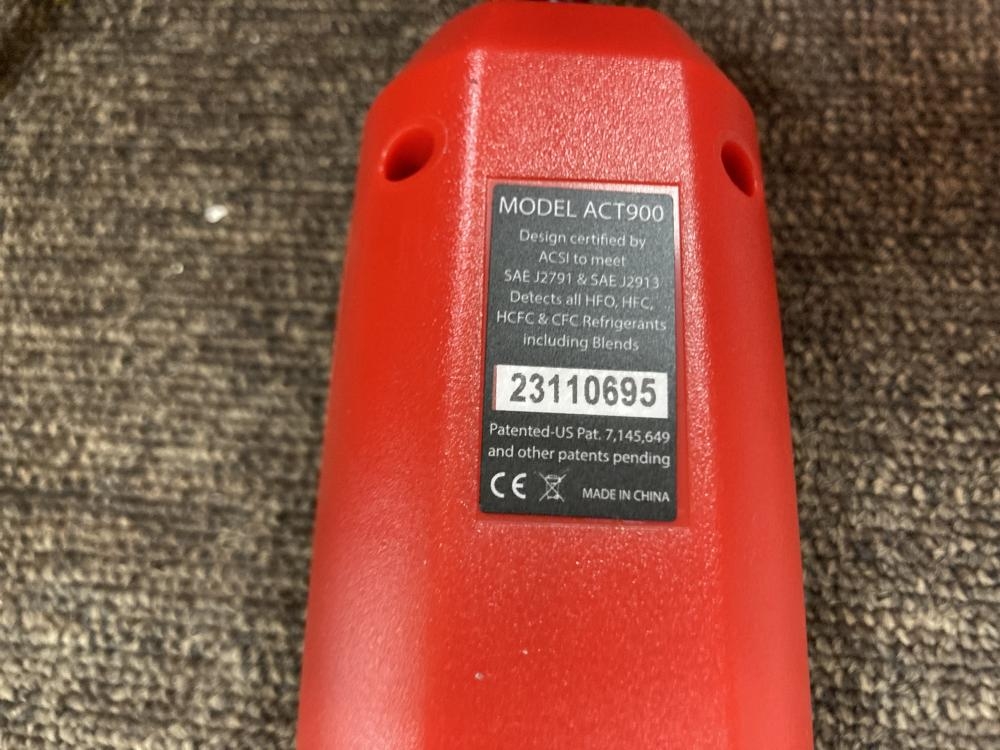 MODEL ACT900
Design certified by
ACSI to meet
SAE J2791 & SAE J2913
Detects all HFO, HFC,
HCFC & CFC Refrigerants
including Blends
23110695
Patented-US Pat. 7,145,649
and other patents pending
CE MADE IN CHINA